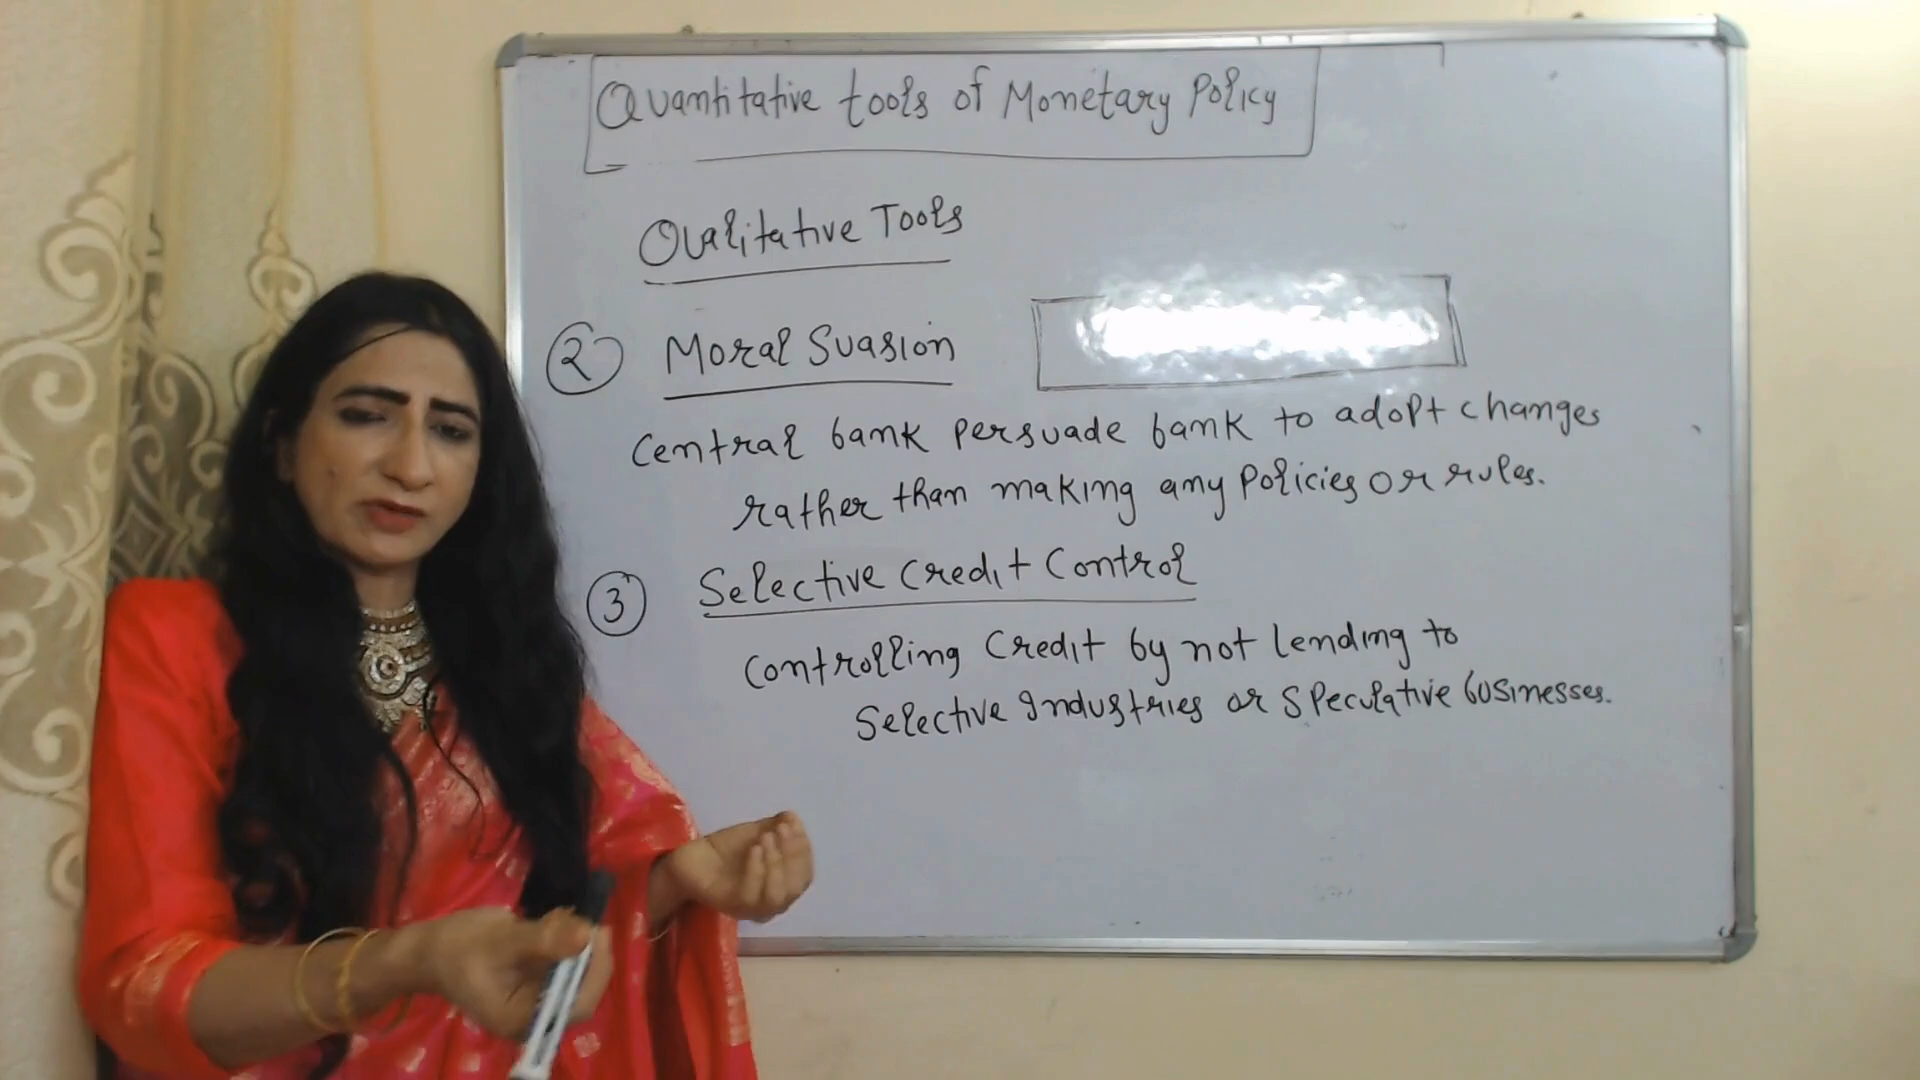 Quantitative tools of Monetary Policy
Qualitative Tools
2 Moral Suasion
Central bank persuade bank to adopt changes
rather than making any policies or rules.
3 Selective Credit Control
Controlling Credit by not lending to
Selective Industries or Speculative businesses.